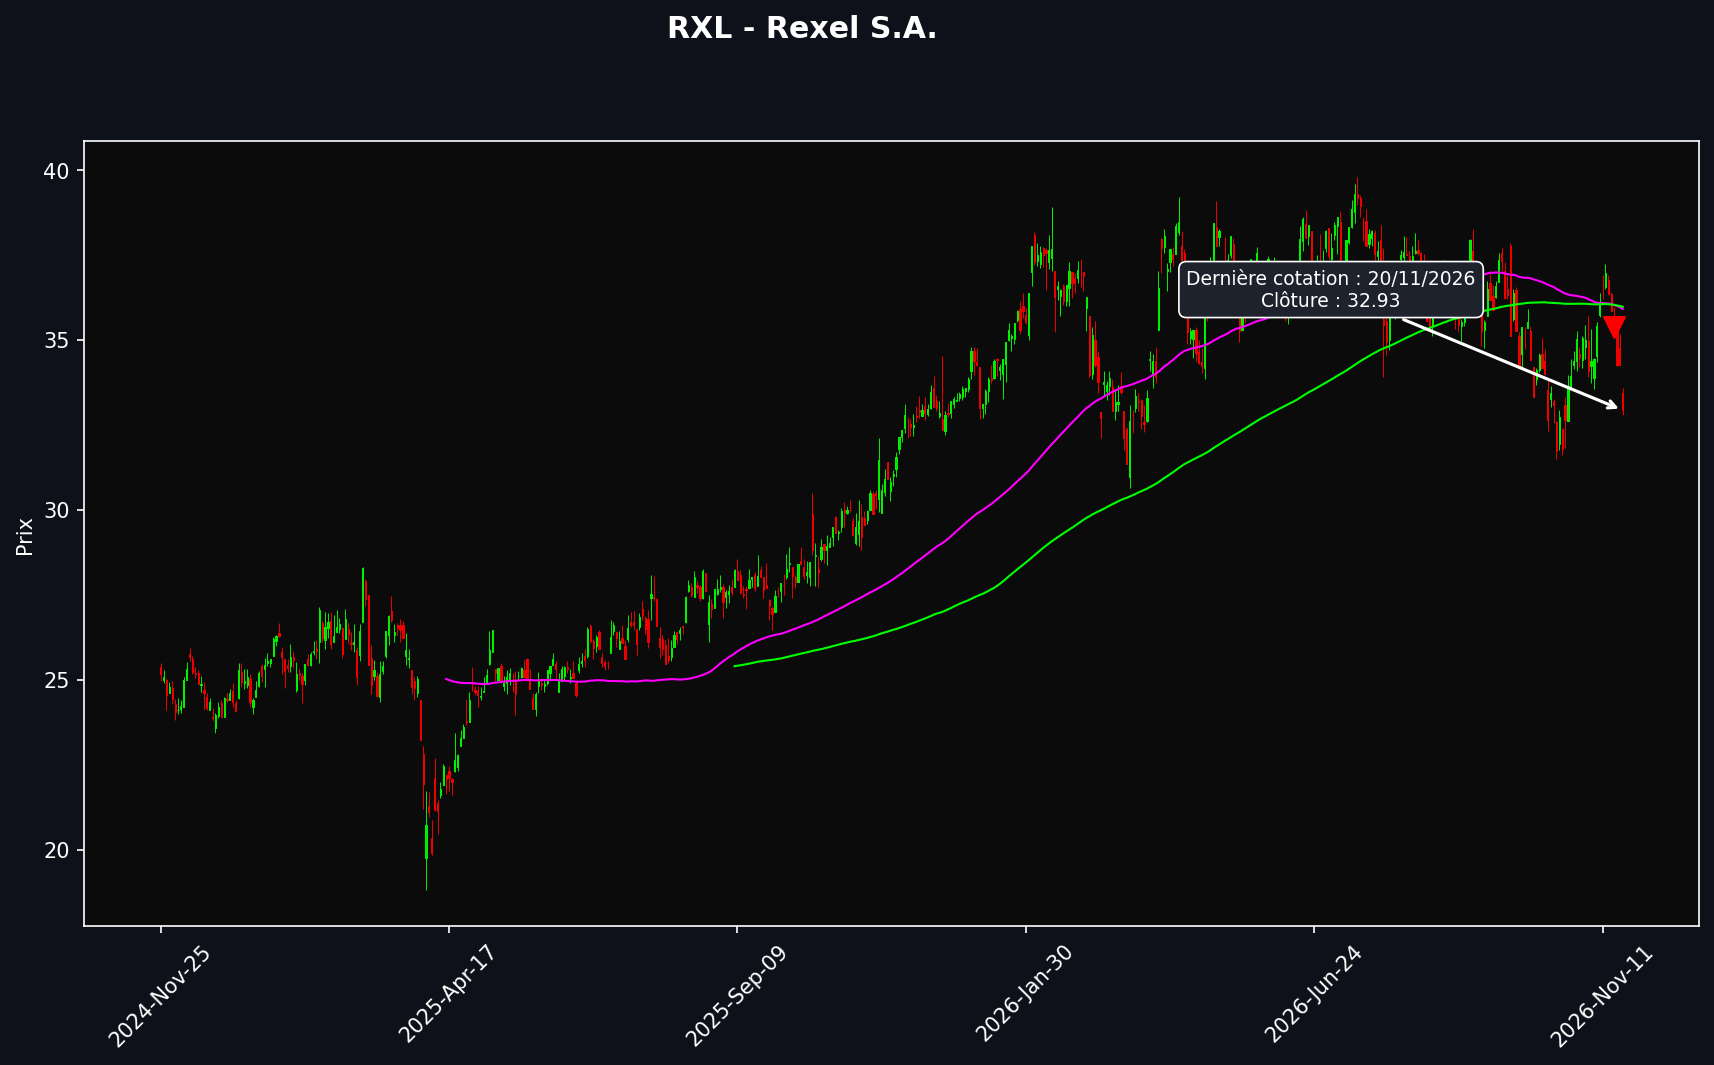 RXL - Rexel S.A.
Prix
40
35
30
25
20
Dernière cotation : 20/11/2026
Clôture : 32.93
2024-Nov-25
2025-Apr-17
2025-Sep-09
2026-Jan-30
2026-Jun-24
2026-Nov-11